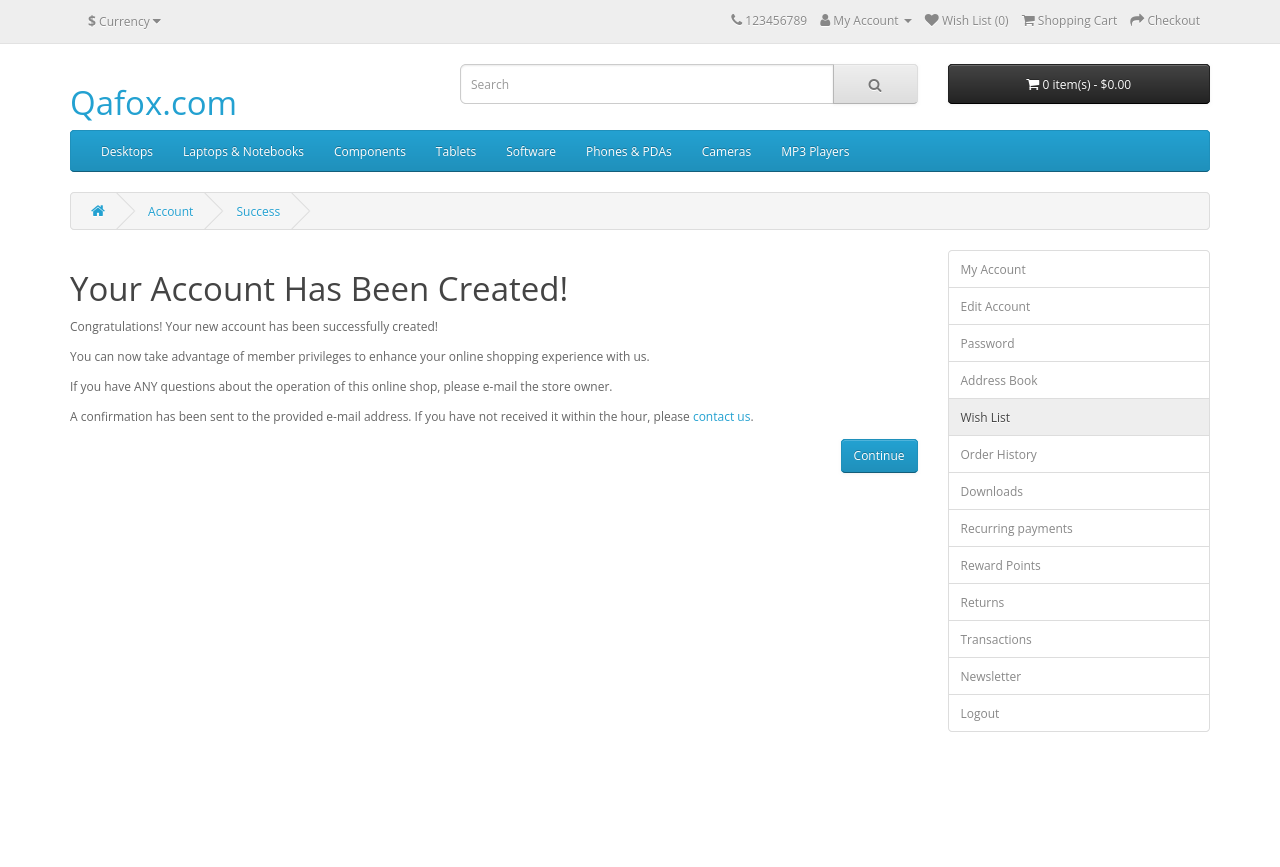 $ Currency
123456789 My Account Wish List (0) Shopping Cart Checkout
Qafox.com
Search
0 item(s) - $0.00
Desktops Laptops & Notebooks Components Tablets Software Phones & PDAs Cameras MP3 Players
Account Success
Your Account Has Been Created!
Congratulations! Your new account has been successfully created!
You can now take advantage of member privileges to enhance your online shopping experience with us.
If you have ANY questions about the operation of this online shop, please e-mail the store owner.
A confirmation has been sent to the provided e-mail address. If you have not received it within the hour, please contact us.
Continue
My Account
Edit Account
Password
Address Book
Wish List
Order History
Downloads
Recurring payments
Reward Points
Returns
Transactions
Newsletter
Logout